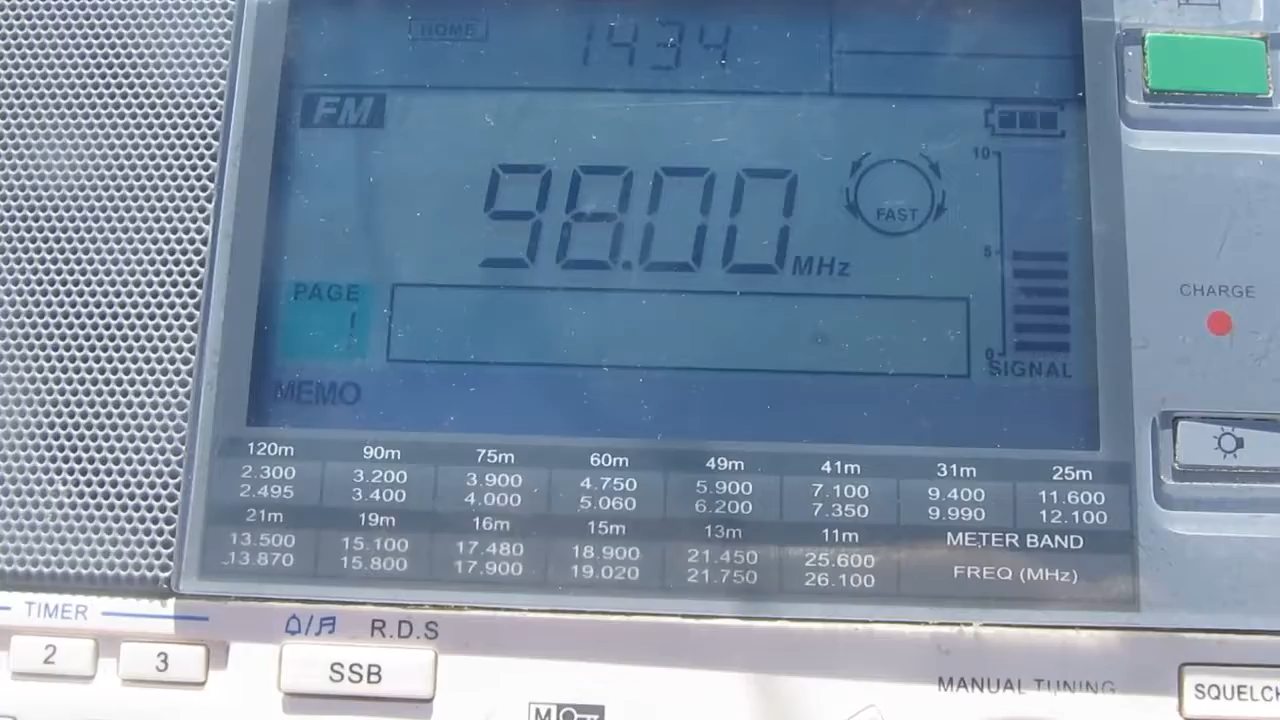 HOME 1434
FM
98.00 MHz
FAST
10
5
0
SIGNAL
PAGE
1
MEMO
CHARGE
120m 90m 75m 60m 49m 41m 31m 25m
2.300 3.200 3.900 4.750 5.900 7.100 9.400 11.600
2.495 3.400 4.000 5.060 6.200 7.350 9.990 12.100
21m 19m 16m 15m 13m 11m METER BAND
13.500 15.100 17.480 18.900 21.450 25.600 FREQ (MHz)
13.870 15.800 17.900 19.020 21.750 26.100
TIMER
R.D.S
2 3 SSB
MANUAL TUNING
SQUELCH
M